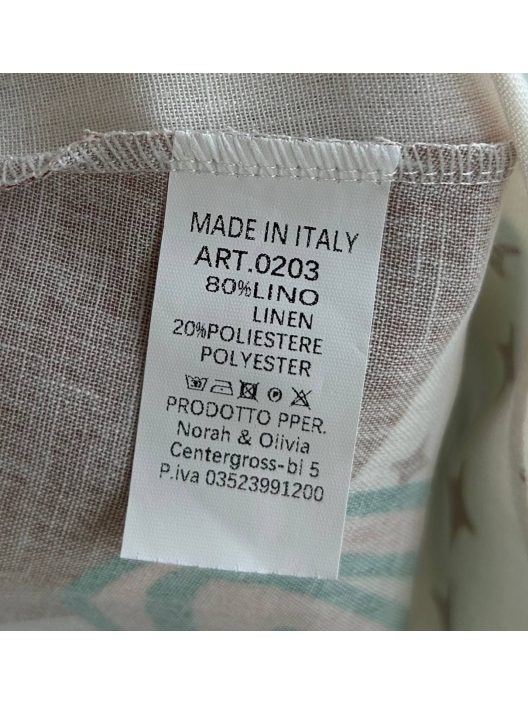 MADE IN ITALY
ART.0203
80%LINO
LINEN
20%POLIESTERE
POLYESTER
PRODOTTO PPER.
Norah & Olivia
Centergross-bl 5
P.iva 03523991200